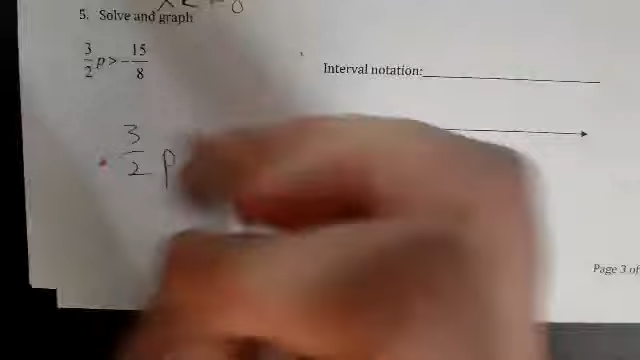 5. Solve and graph
3/2 p > - 15/8
Interval notation:
3/2 p
Page 3 of